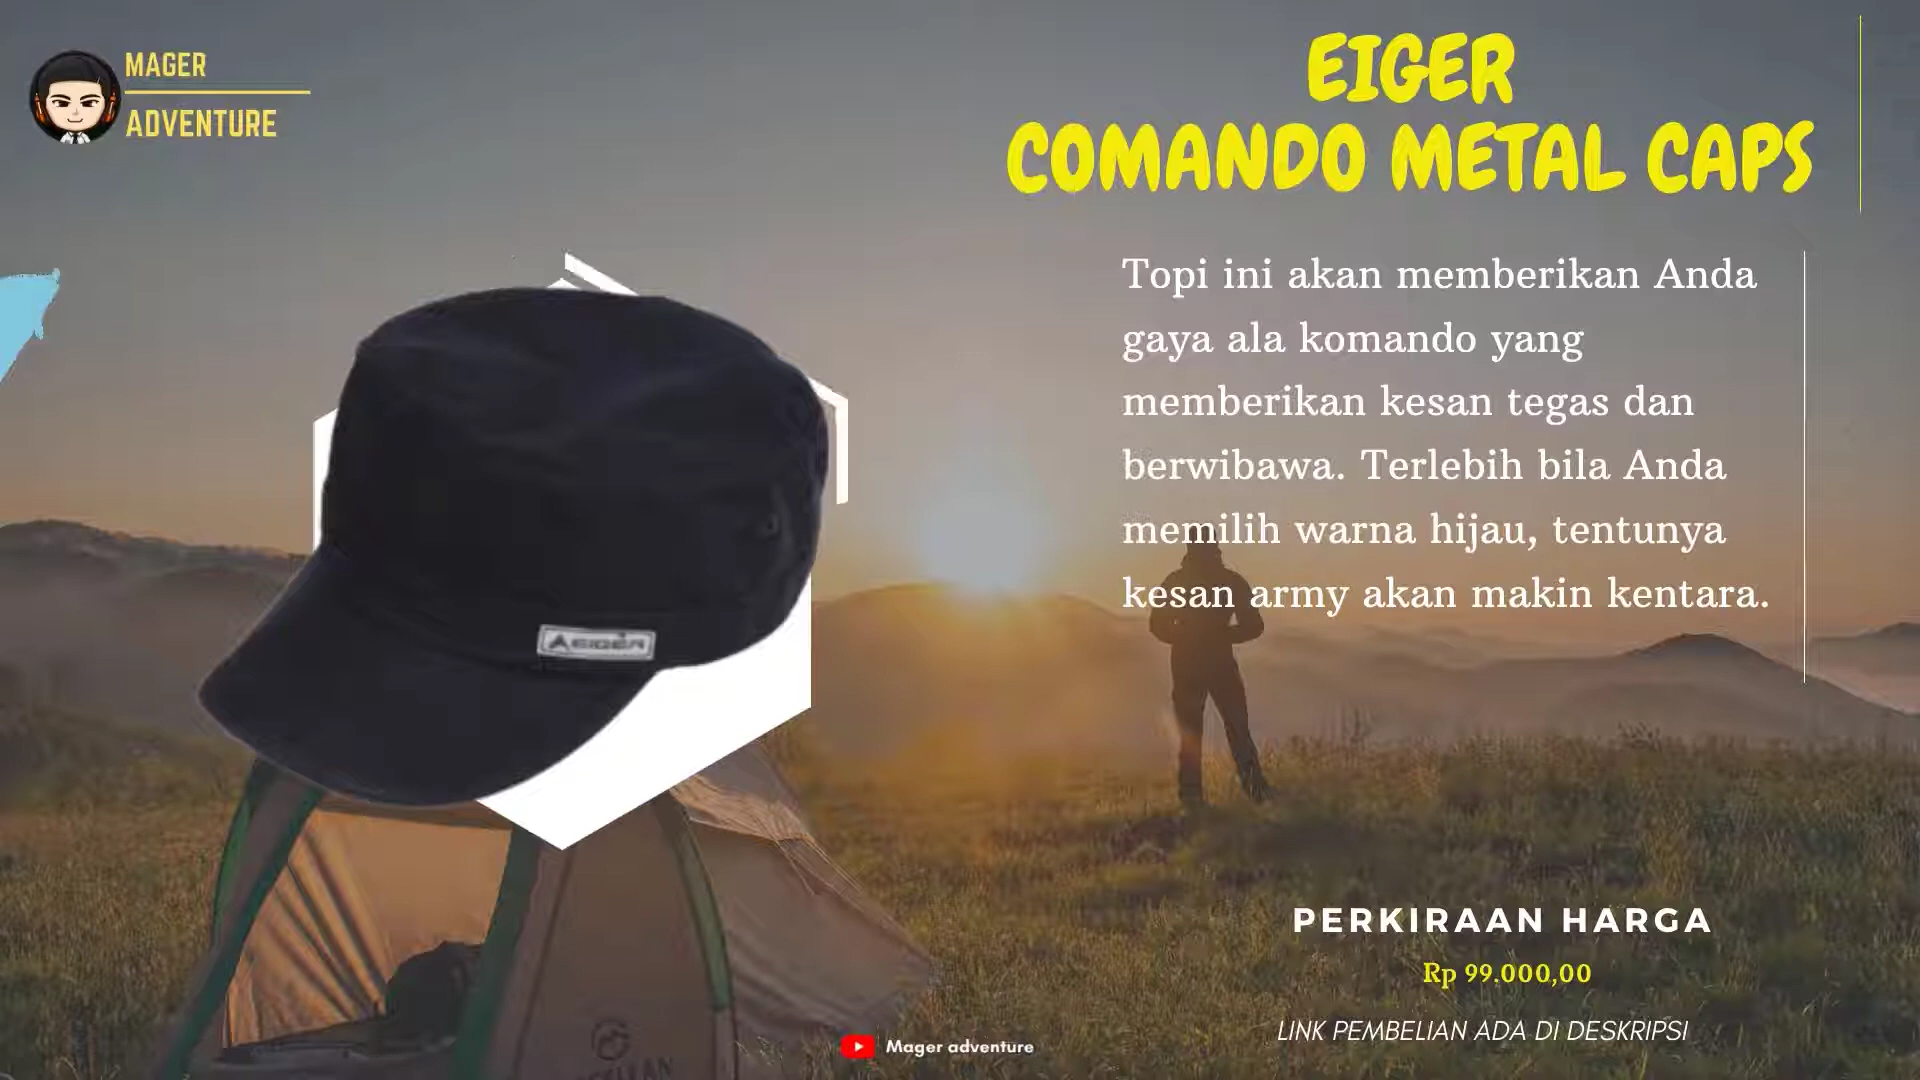 MAGER
ADVENTURE
EIGER
COMANDO METAL CAPS
Topi ini akan memberikan Anda
gaya ala komando yang
memberikan kesan tegas dan
berwibawa. Terlebih bila Anda
memilih warna hijau, tentunya
kesan army akan makin kentara.
EIGER
PERKIRAAN HARGA
Rp 99.000,00
LINK PEMBELIAN ADA DI DESKRIPSI
Mager adventure